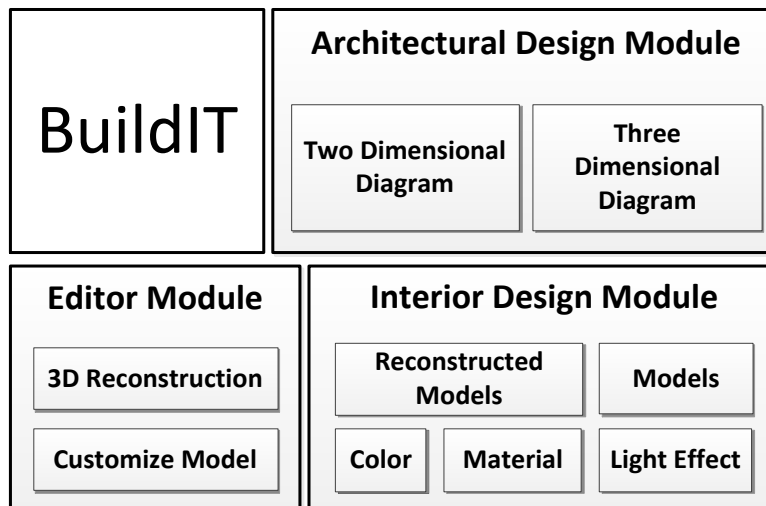 BuildIT
Architectural Design Module
Two Dimensional
Diagram
Three
Dimensional
Diagram
Editor Module
3D Reconstruction
Customize Model
Interior Design Module
Reconstructed
Models
Models
Color
Material
Light Effect